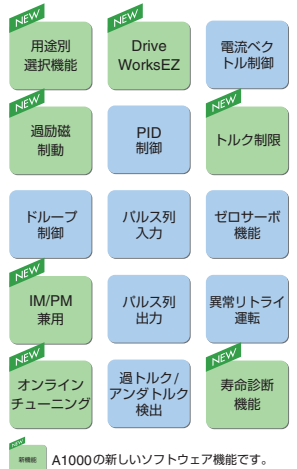 NEW
用途別
選択機能
NEW
Drive
WorksEZ
電流ベク
トル制御
NEW
過励磁
制動
PID
制御
NEW
トルク制限
ドループ
制御
パルス列
入力
ゼロサーボ
機能
NEW
IM/PM
兼用
パルス列
出力
異常リトライ
運転
NEW
オンライン
チューニング
過トルク/
アンダトルク
検出
NEW
寿命診断
機能
NEW
新機能
A1000の新しいソフトウェア機能です。